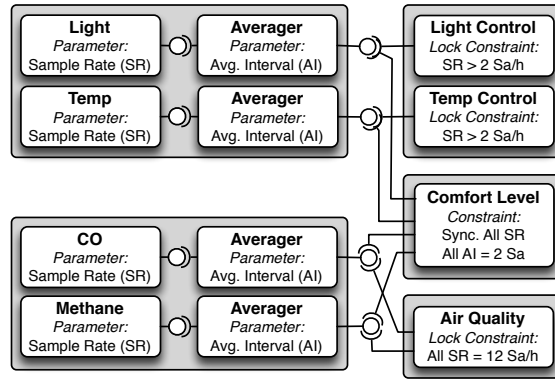 Light
Parameter:
Sample Rate (SR)
Averager
Parameter:
Avg. Interval (AI)
Light Control
Lock Constraint:
SR > 2 Sa/h
Temp
Parameter:
Sample Rate (SR)
Averager
Parameter:
Avg. Interval (AI)
Temp Control
Lock Constraint:
SR > 2 Sa/h
Comfort Level
Constraint:
Sync. All SR
All AI = 2 Sa
CO
Parameter:
Sample Rate (SR)
Averager
Parameter:
Avg. Interval (AI)
Methane
Parameter:
Sample Rate (SR)
Averager
Parameter:
Avg. Interval (AI)
Air Quality
Lock Constraint:
All SR = 12 Sa/h